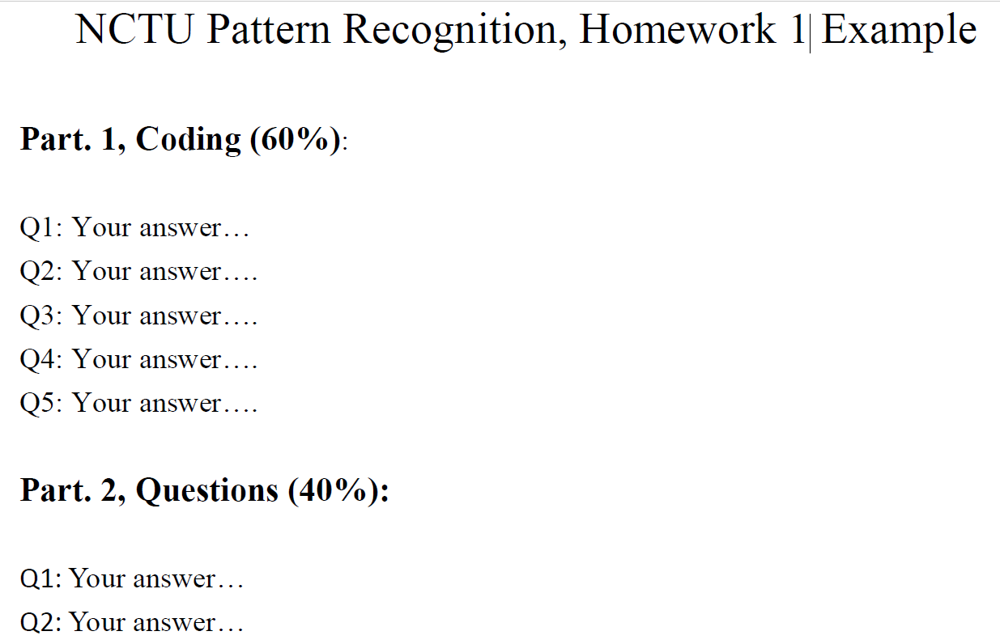 NCTU Pattern Recognition, Homework 1 Example
Part. 1, Coding (60%):
Q1: Your answer…
Q2: Your answer….
Q3: Your answer….
Q4: Your answer….
Q5: Your answer….
Part. 2, Questions (40%):
Q1: Your answer…
Q2: Your answer…